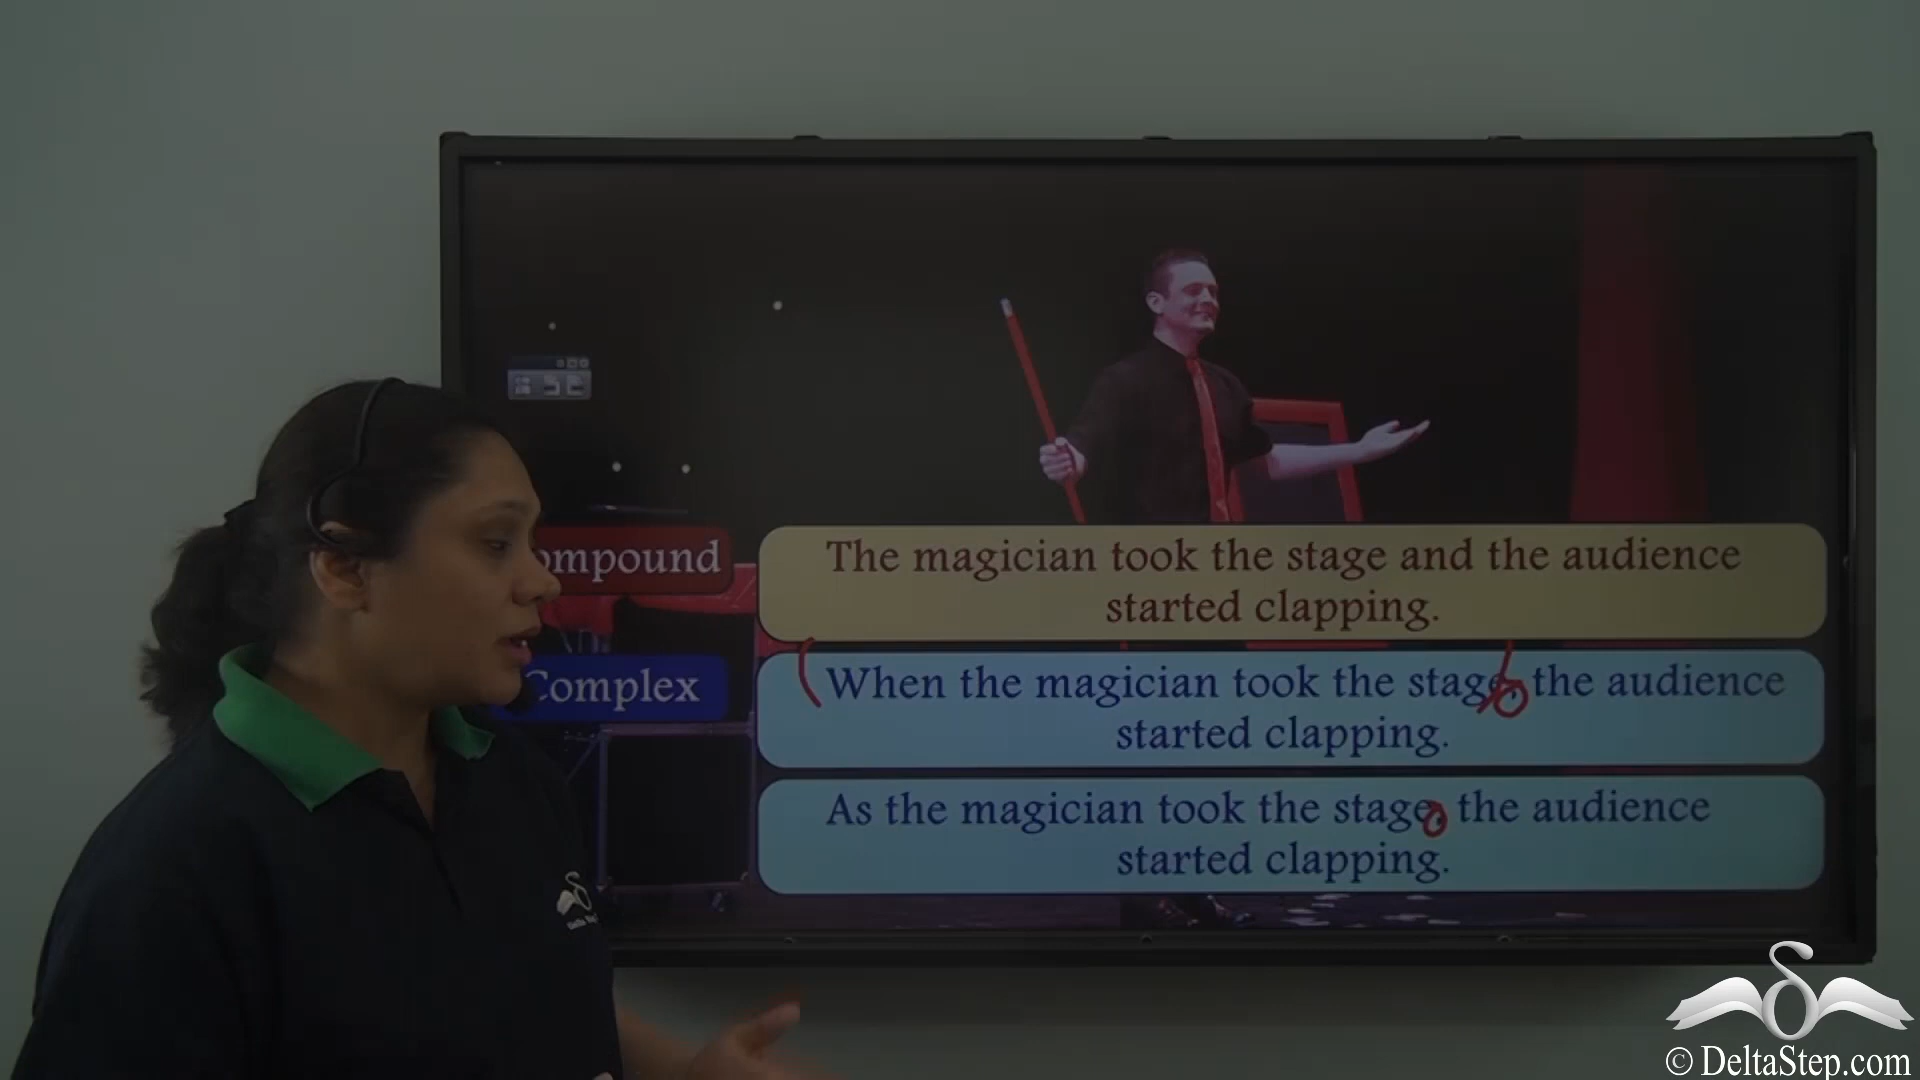 ompound
The magician took the stage and the audience
started clapping.
Complex
When the magician took the stage, the audience
started clapping.
As the magician took the stage, the audience
started clapping.
© DeltaStep.com